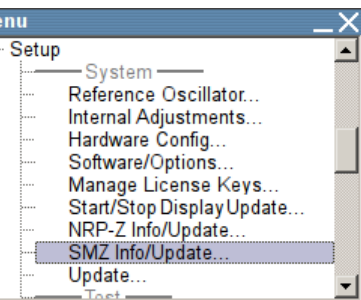 enu
Setup
System
Reference Oscillator...
Internal Adjustments...
Hardware Config...
Software/Options...
Manage License Keys...
Start/Stop Display Update...
NRP-Z Info/Update...
SMZ Info/Update...
Update...
Test